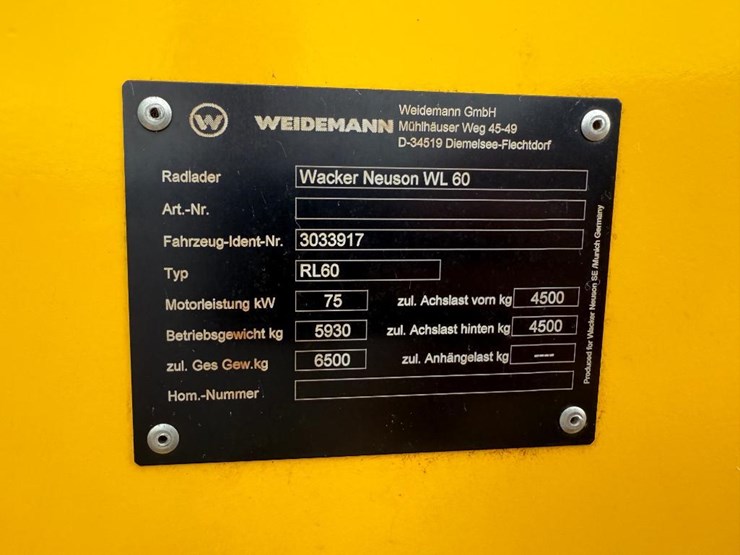 W WEIDEMANN
Weidemann GmbH
Mühlhäuser Weg 45-49
D-34519 Diemelsee-Flechtdorf
Radlader Wacker Neuson WL 60
Art.-Nr.
Fahrzeug-Ident-Nr. 3033917
Typ RL60
Motorleistung kW 75 zul. Achslast vorn kg 4500
Betriebsgewicht kg 5930 zul. Achslast hinten kg 4500
zul. Ges Gew.kg 6500 zul. Anhängelast kg ----
Hom.-Nummer
Produced for Wacker Neuson SE /Munich Germany